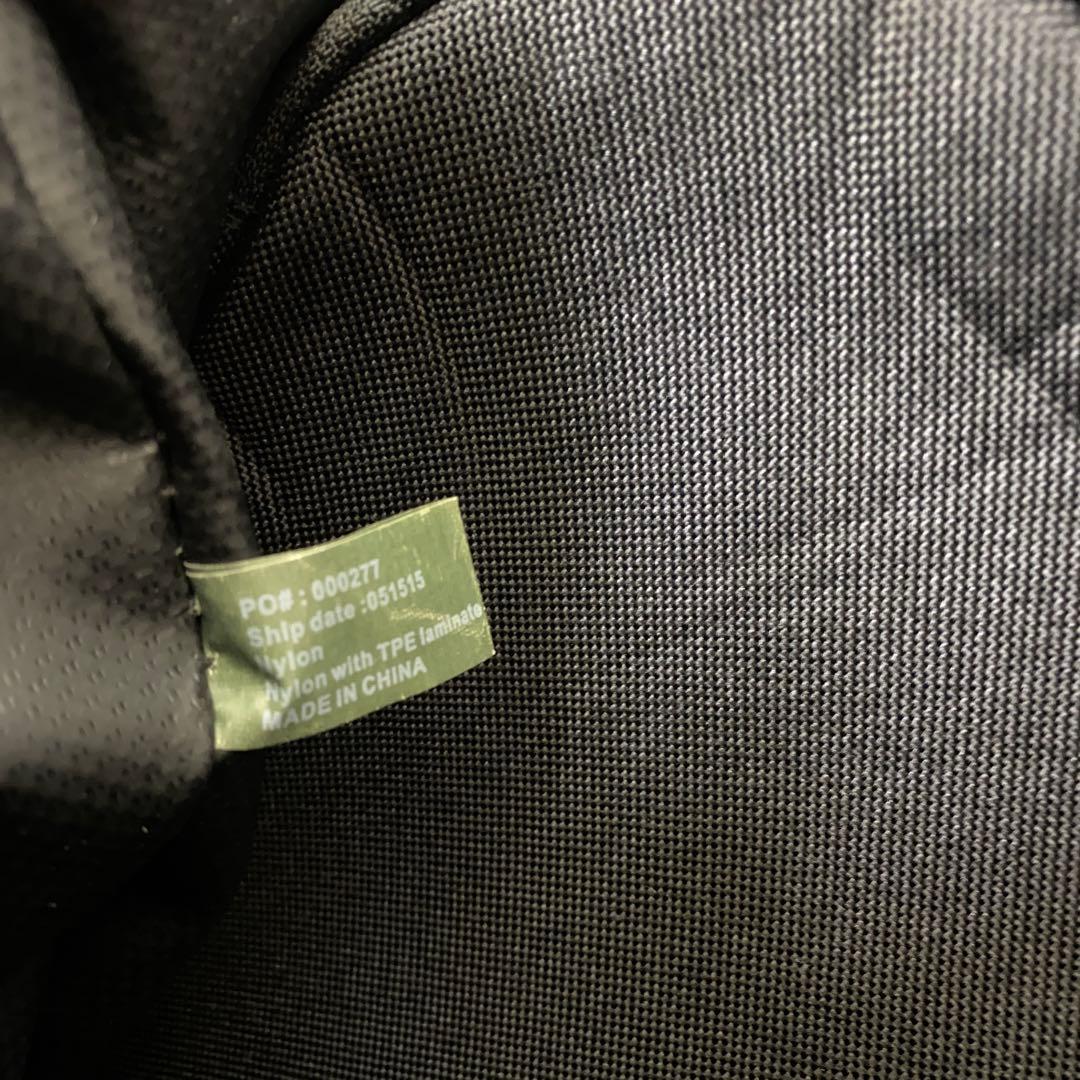 PO# : 000277
Ship date :051515
Nylon
Nylon with TPE laminate
MADE IN CHINA